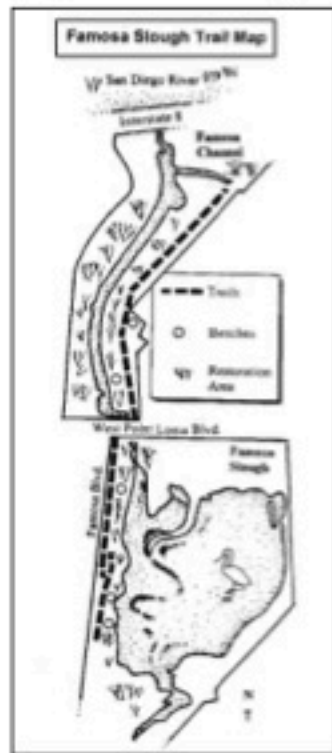 Famosa Slough Trail Map
San Diego River
Interstate 8
Famosa
Channel
Trails
Benches
Restoration
Area
West Point Loma Blvd.
Famosa Blvd.
Famosa
Slough
N